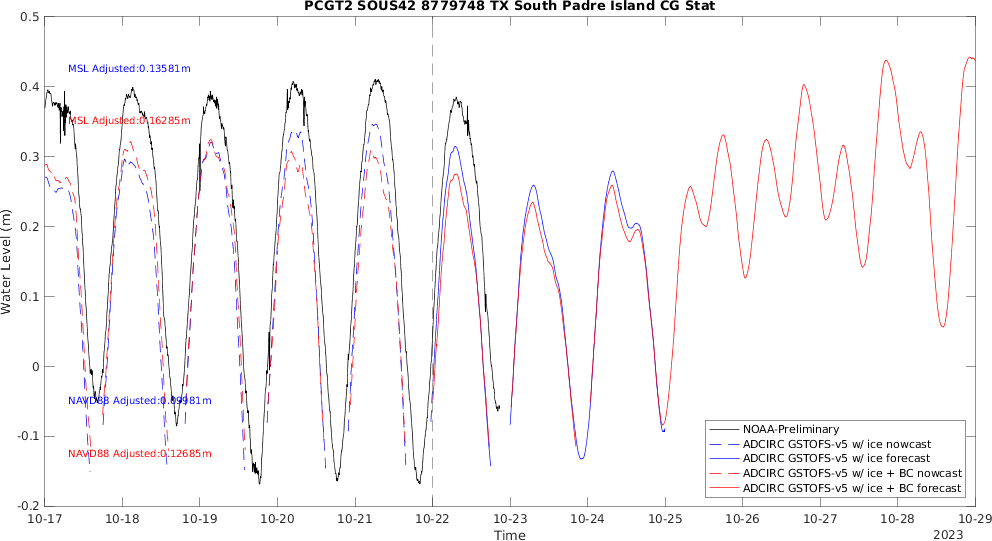 PCGT2 SOUS42 8779748 TX South Padre Island CG Stat
0.5
0.4
0.3
0.2
0.1
0
-0.1
-0.2
Water Level (m)
MSL Adjusted:0.13581m
MSL Adjusted:0.16285m
NAVD88 Adjusted:0.09981m
NAVD88 Adjusted:0.12685m
NOAA-Preliminary
ADCIRC GSTOFS-v5 w/ ice nowcast
ADCIRC GSTOFS-v5 w/ ice forecast
ADCIRC GSTOFS-v5 w/ ice + BC nowcast
ADCIRC GSTOFS-v5 w/ ice + BC forecast
10-17 10-18 10-19 10-20 10-21 10-22 10-23 10-24 10-25 10-26 10-27 10-28 10-29
Time
2023